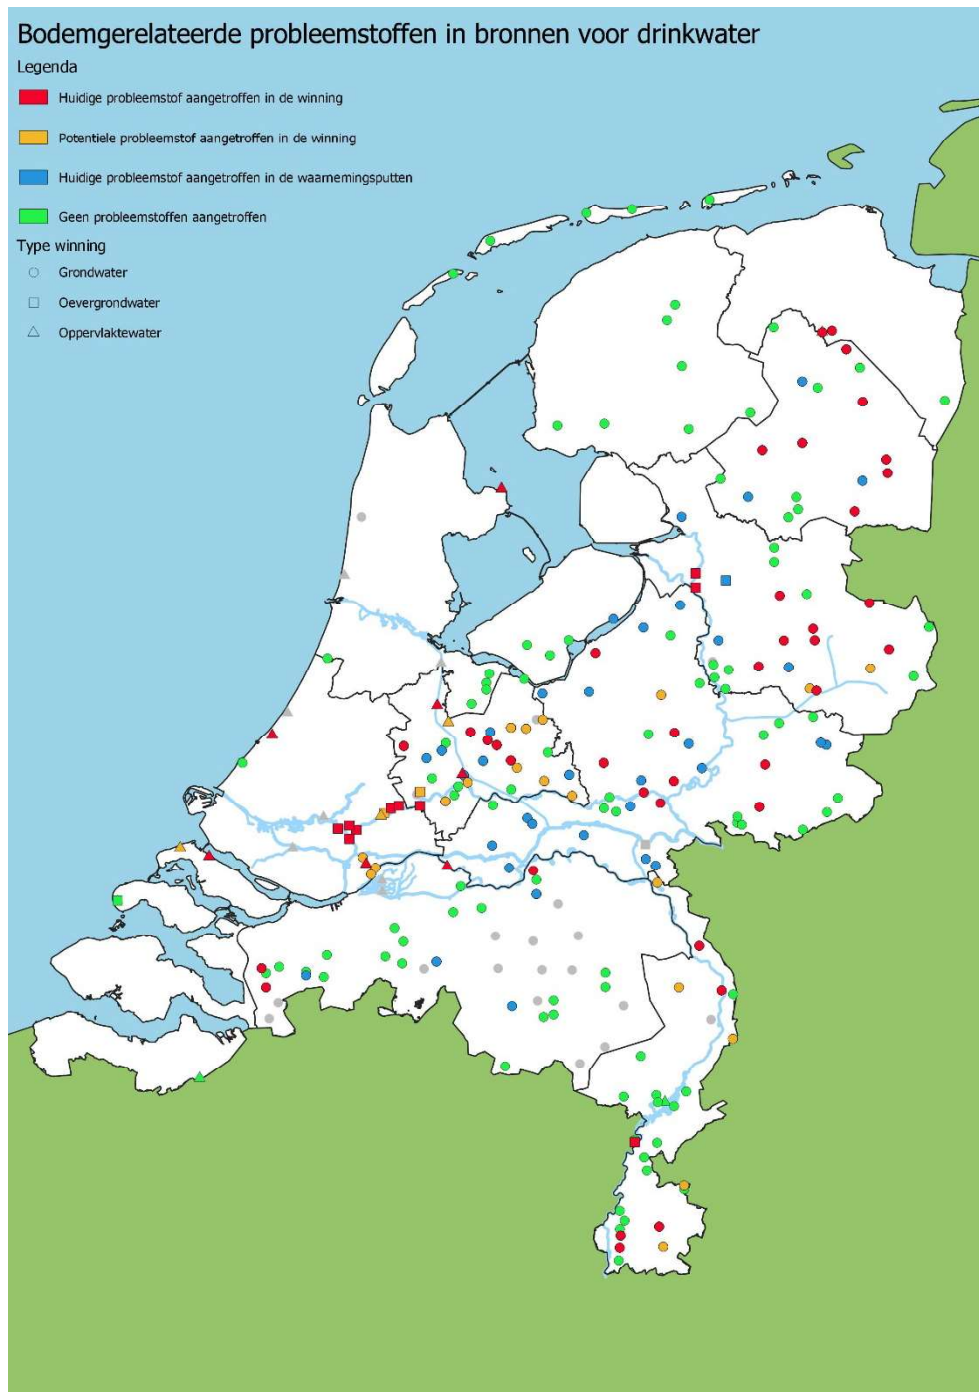 Bodemgerelateerde probleemstoffen in bronnen voor drinkwater
Legenda
Huidige probleemstof aangetroffen in de winning
Potentiele probleemstof aangetroffen in de winning
Huidige probleemstof aangetroffen in de waarnemingsputten
Geen probleemstoffen aangetroffen
Type winning
Grondwater
Oevergrondwater
Oppervlaktewater